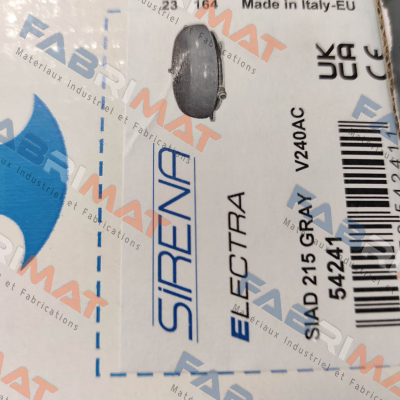 23 164 Made in Italy-EU
UK
CA CE
SIRENA
ELECTRA
SIAD 215 GRAY V240AC
54241
FABRIMAT
Matériaux Industriel et Fabrications